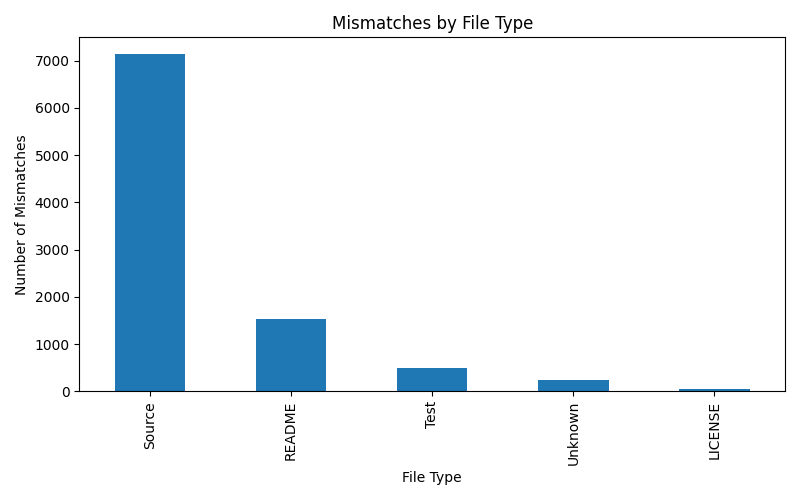 Mismatches by File Type
Number of Mismatches
7000
6000
5000
4000
3000
2000
1000
0
Source
README
Test
Unknown
LICENSE
File Type